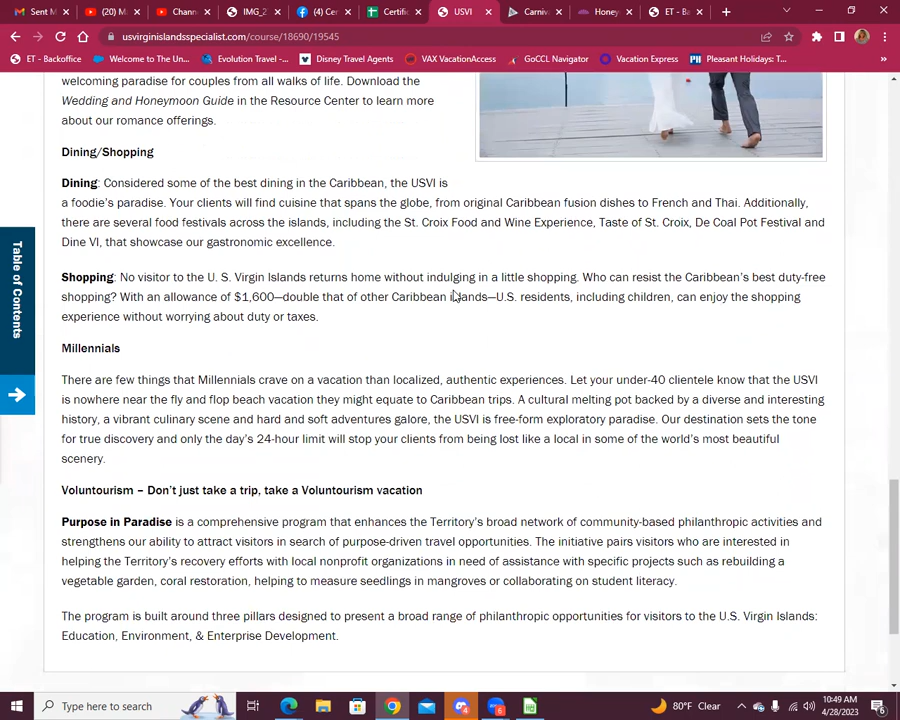 Sent M
(20) M
Chann
IMG_2
(4) Cer
Certific
USVI
Carniv
Honey
ET - Ba
usvirginislandsspecialist.com/course/18690/19545
ET - Backoffice
Welcome to The Un...
Evolution Travel -...
Disney Travel Agents
VAX VacationAccess
GoCCL Navigator
Vacation Express
Pleasant Holidays: T...
welcoming paradise for couples from all walks of life. Download the
Wedding and Honeymoon Guide in the Resource Center to learn more
about our romance offerings.
Dining/Shopping
Dining: Considered some of the best dining in the Caribbean, the USVI is
a foodie's paradise. Your clients will find cuisine that spans the globe, from original Caribbean fusion dishes to French and Thai. Additionally,
there are several food festivals across the islands, including the St. Croix Food and Wine Experience, Taste of St. Croix, De Coal Pot Festival and
Dine VI, that showcase our gastronomic excellence.
Shopping: No visitor to the U. S. Virgin Islands returns home without indulging in a little shopping. Who can resist the Caribbean's best duty-free
shopping? With an allowance of $1,600—double that of other Caribbean islands—U.S. residents, including children, can enjoy the shopping
experience without worrying about duty or taxes.
Millennials
There are few things that Millennials crave on a vacation than localized, authentic experiences. Let your under-40 clientele know that the USVI
is nowhere near the fly and flop beach vacation they might equate to Caribbean trips. A cultural melting pot backed by a diverse and interesting
history, a vibrant culinary scene and hard and soft adventures galore, the USVI is free-form exploratory paradise. Our destination sets the tone
for true discovery and only the day's 24-hour limit will stop your clients from being lost like a local in some of the world's most beautiful
scenery.
Voluntourism – Don't just take a trip, take a Voluntourism vacation
Purpose in Paradise is a comprehensive program that enhances the Territory's broad network of community-based philanthropic activities and
strengthens our ability to attract visitors in search of purpose-driven travel opportunities. The initiative pairs visitors who are interested in
helping the Territory's recovery efforts with local nonprofit organizations in need of assistance with specific projects such as rebuilding a
vegetable garden, coral restoration, helping to measure seedlings in mangroves or collaborating on student literacy.
The program is built around three pillars designed to present a broad range of philanthropic opportunities for visitors to the U.S. Virgin Islands:
Education, Environment, & Enterprise Development.
Table of Contents
Type here to search
80°F Clear
10:49 AM
4/28/2023